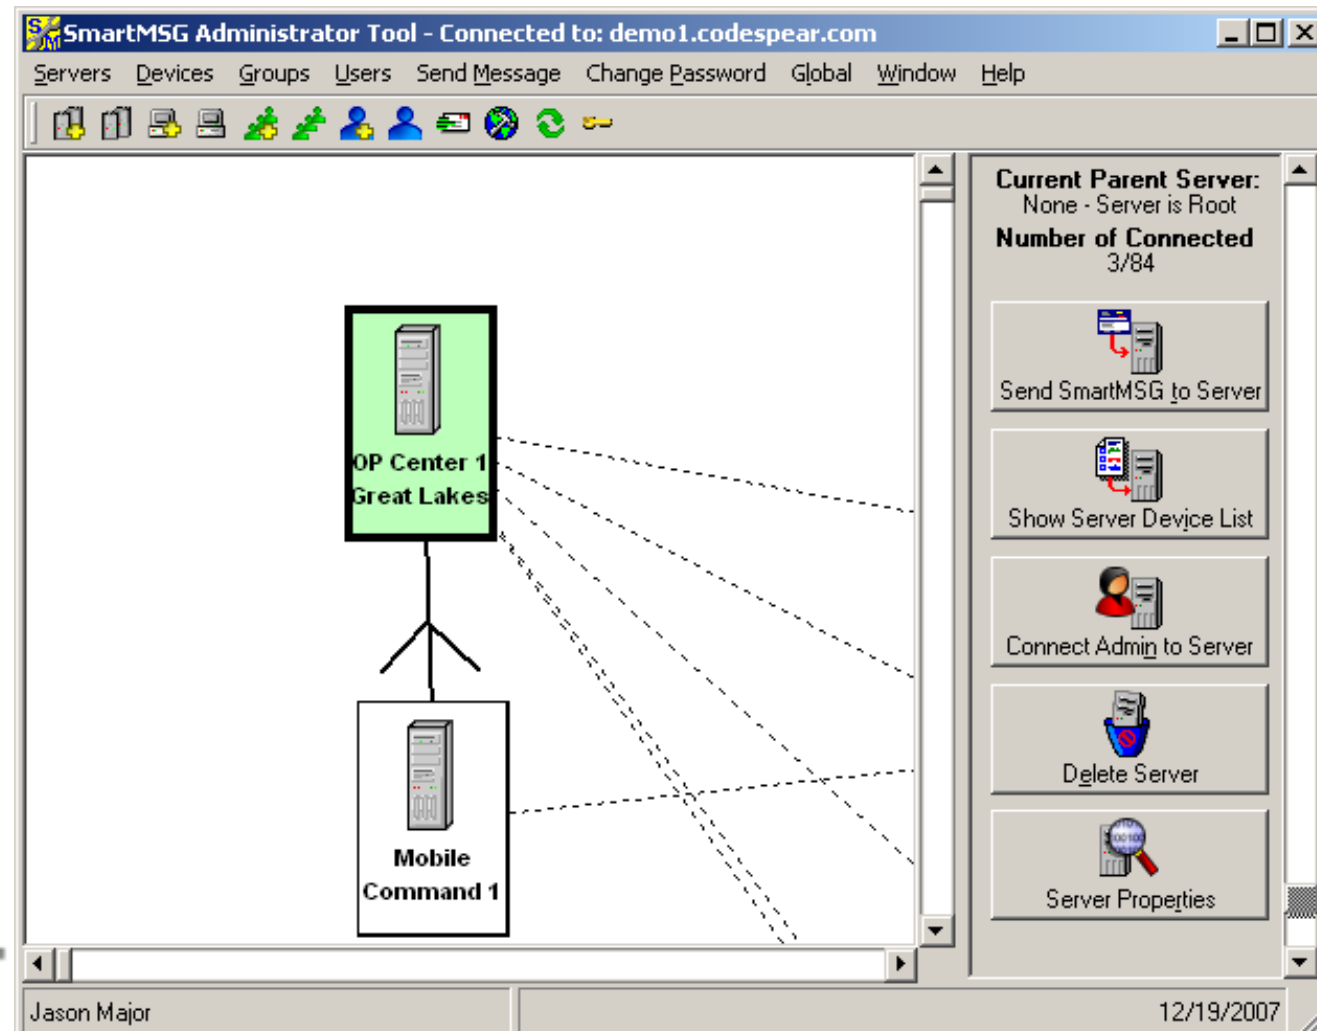 SmartMSG Administrator Tool - Connected to: demo1.codespear.com
Servers Devices Groups Users Send Message Change Password Global Window Help
OP Center 1
Great Lakes
Mobile
Command 1
Current Parent Server:
None - Server is Root
Number of Connected
3/84
Send SmartMSG to Server
Show Server Device List
Connect Admin to Server
Delete Server
Server Properties
Jason Major
12/19/2007